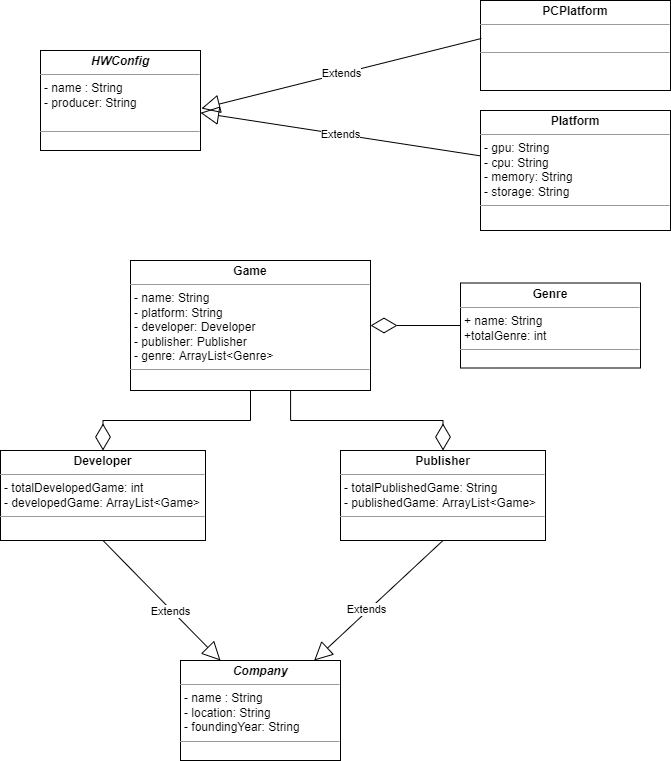 PCPlatform
HWConfig
- name : String
- producer: String
Extends
Extends
Platform
- gpu: String
- cpu: String
- memory: String
- storage: String
Game
- name: String
- platform: String
- developer: Developer
- publisher: Publisher
- genre: ArrayList<Genre>
Genre
+ name: String
+totalGenre: int
Developer
- totalDevelopedGame: int
- developedGame: ArrayList<Game>
Publisher
- totalPublishedGame: String
- publishedGame: ArrayList<Game>
Extends
Extends
Company
- name : String
- location: String
- foundingYear: String